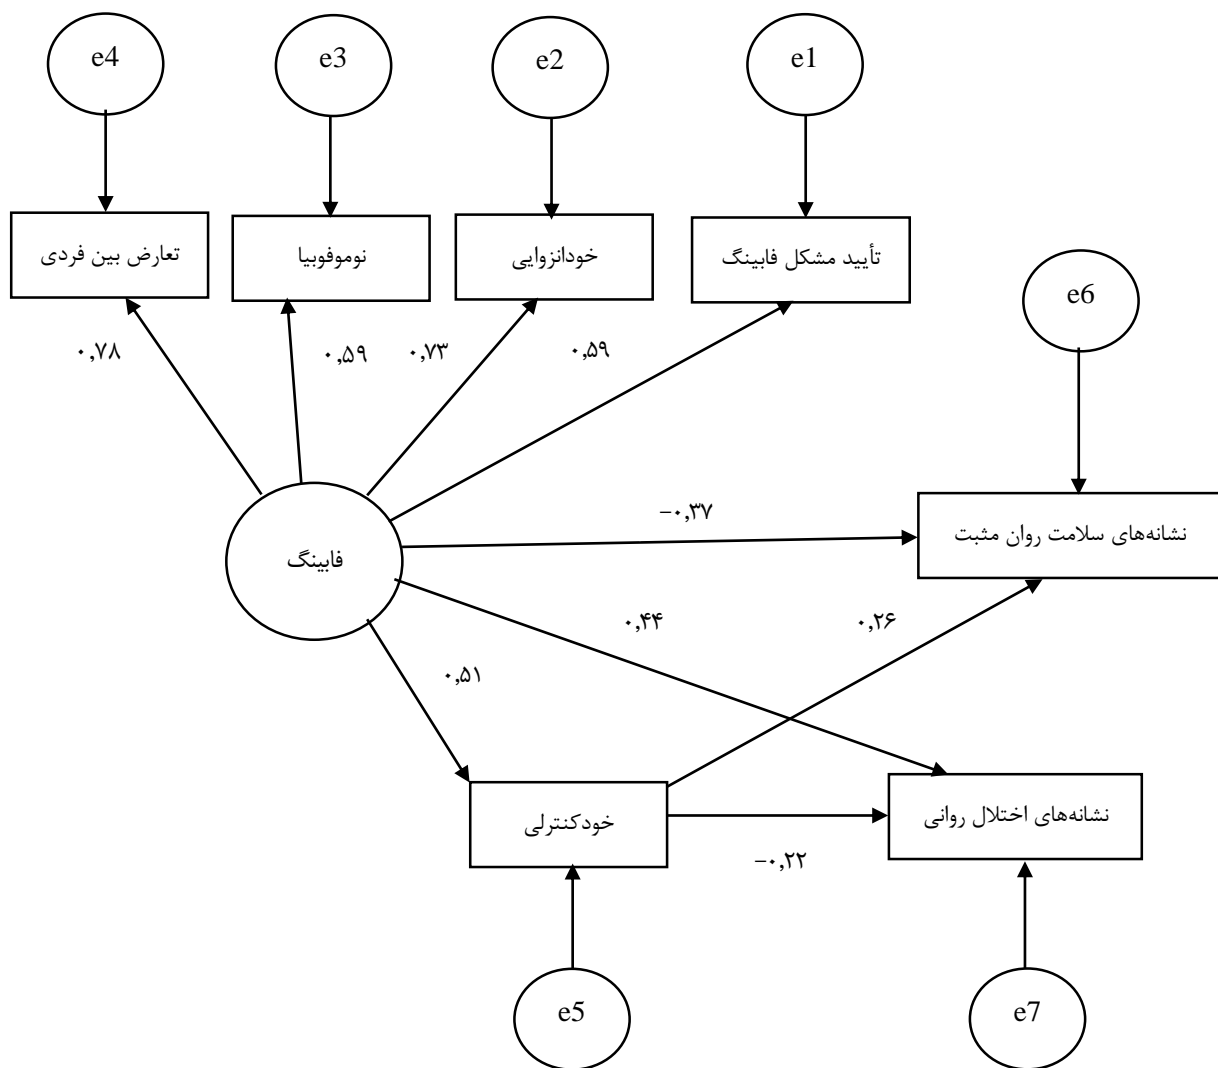 e4
e3
e2
e1
تعارض بین فردی
نوموفوبیا
خودانزوایی
تأیید مشکل فابینگ
e6
۰,۷۸
۰,۵۹
۰,۷۳
۰,۵۹
−۰,۳۷
نشانه‌های سلامت روان مثبت
فابینگ
۰,۴۴
۰,۲۶
۰,۵۱
خودکنترلی
نشانه‌های اختلال روانی
−۰,۲۲
e5
e7